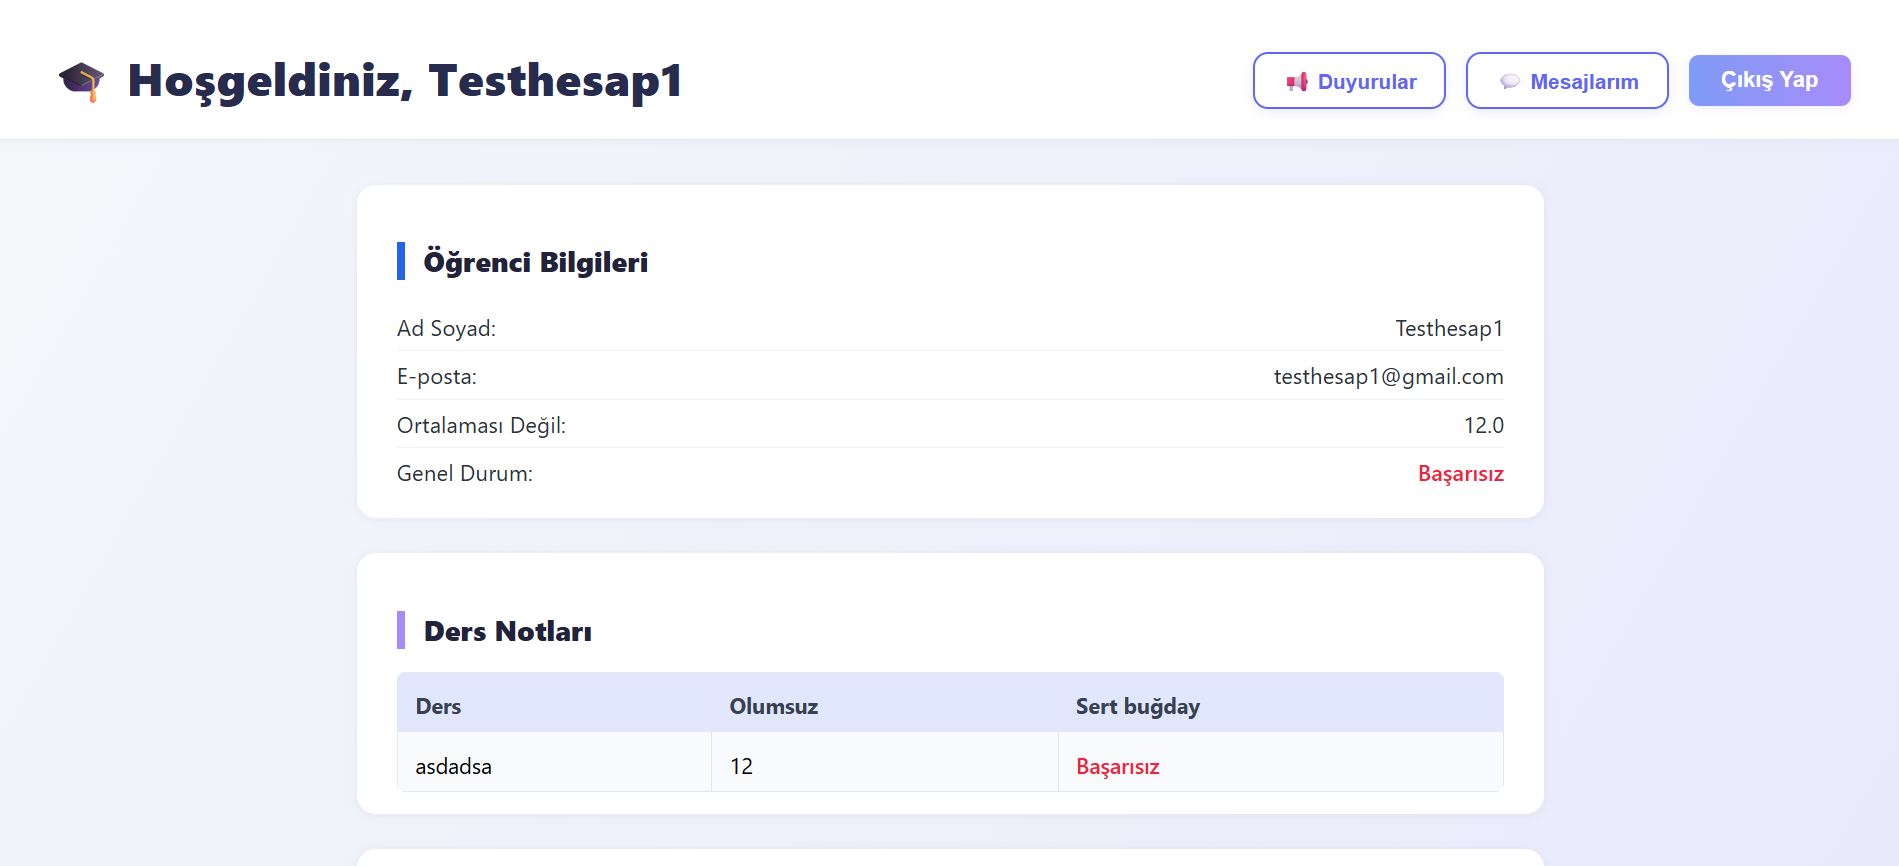 Hoşgeldiniz, Testhesap1
Duyurular
Mesajlarım
Çıkış Yap
Öğrenci Bilgileri
Ad Soyad: Testhesap1
E-posta: testhesap1@gmail.com
Ortalaması Değil: 12.0
Genel Durum: Başarısız
Ders Notları
Ders Olumsuz Sert buğday
asdadsa 12 Başarısız